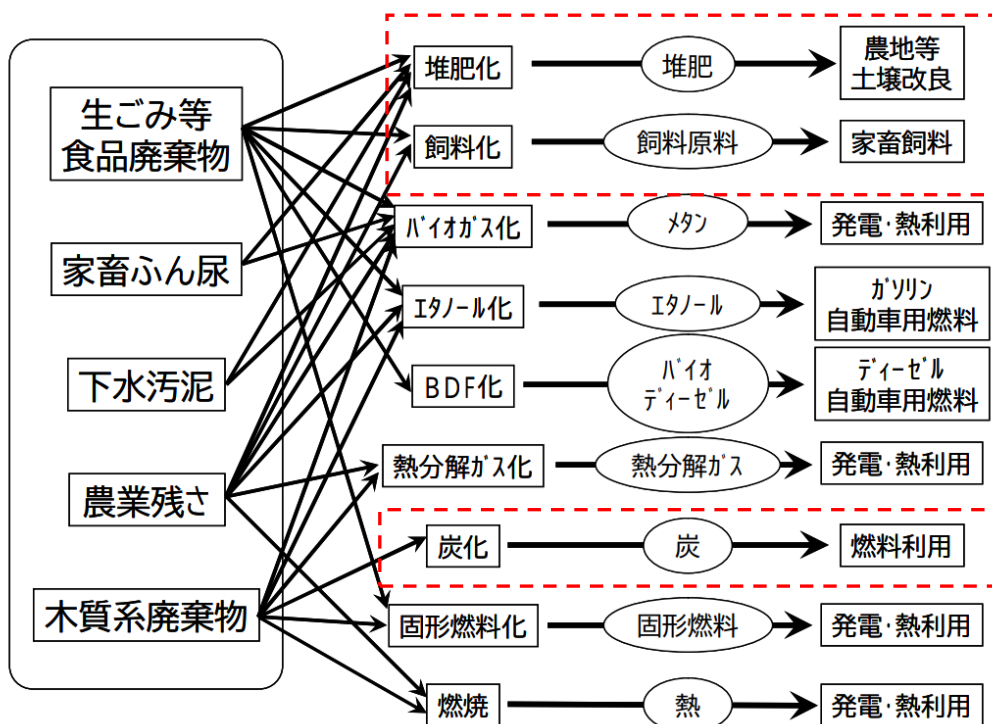 生ごみ等
食品廃棄物
家畜ふん尿
下水汚泥
農業残さ
木質系廃棄物
堆肥化
堆肥
農地等
土壌改良
飼料化
飼料原料
家畜飼料
ﾊﾞｲｵｶﾞｽ化
ﾒﾀﾝ
発電･熱利用
ｴﾀﾉｰﾙ化
ｴﾀﾉｰﾙ
ｶﾞｿﾘﾝ
自動車用燃料
ＢＤＦ化
ﾊﾞｲｵ
ﾃﾞｨｰｾﾞﾙ
ﾃﾞｨｰｾﾞﾙ
自動車用燃料
熱分解ｶﾞｽ化
熱分解ｶﾞｽ
発電･熱利用
炭化
炭
燃料利用
固形燃料化
固形燃料
発電･熱利用
燃焼
熱
発電･熱利用